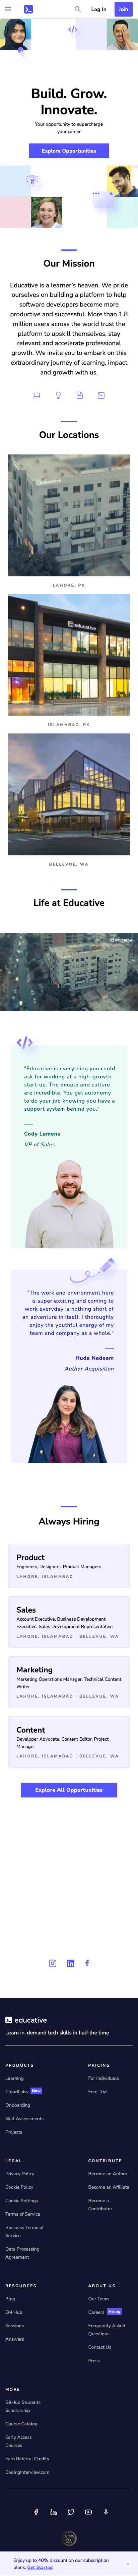 Log In
Join
Build. Grow.
Innovate.
Your opportunity to supercharge
your career
Explore Opportunities
Our Mission
Educative is a learner's heaven. We pride
ourselves on building a platform to help
software developers become more
productive and successful. More than 1.8
million users across the world trust the
platform to upskill themselves, stay
relevant and access their professional
growth. We invite you to embark on this
extraordinary journey of learning, impact
and growth with us.
Our Locations
educative
LAHORE, PK
ISLAMABAD, PK
BELLEVUE, WA
Life at Educative
educative
"Educative is everything you could
ask for working at a high-growth
start-up. The people and culture
are incredible. You get autonomy
to do your job knowing you have a
support system behind you."
Cody Lamens
VP of Sales
"The work and environment here
is super exciting and coming to
work everyday is nothing short of
an adventure in itself. I thoroughly
enjoy the youthful energy of my
team and company as a whole."
Huda Nadeem
Author Acquisition
Always Hiring
Product
Engineers, Designers, Product Managers
LAHORE, ISLAMABAD
Sales
Account Executive, Business Development
Executive, Sales Development Representative
LAHORE, ISLAMABAD | BELLEVUE, WA
Marketing
Marketing Operations Manager, Technical Content
Writer
LAHORE, ISLAMABAD | BELLEVUE, WA
Content
Developer Advocate, Content Editor, Project
Manager
LAHORE, ISLAMABAD | BELLEVUE, WA
Explore All Opportunities
educative
Learn in-demand tech skills in half the time
PRODUCTS
Learning
CloudLabs New
Onboarding
Skill Assessments
Projects
PRICING
For Individuals
Free Trial
LEGAL
Privacy Policy
Cookie Policy
Cookie Settings
Terms of Service
Business Terms of
Service
Data Processing
Agreement
CONTRIBUTE
Become an Author
Become an Affiliate
Become a
Contributor
RESOURCES
Blog
EM Hub
Sessions
Answers
ABOUT US
Our Team
Careers Hiring
Frequently Asked
Questions
Contact Us
Press
MORE
GitHub Students
Scholarship
Course Catalog
Early Access
Courses
Earn Referral Credits
CodingInterview.com
Enjoy up to 40% discount on our subscription
plans. Get Started